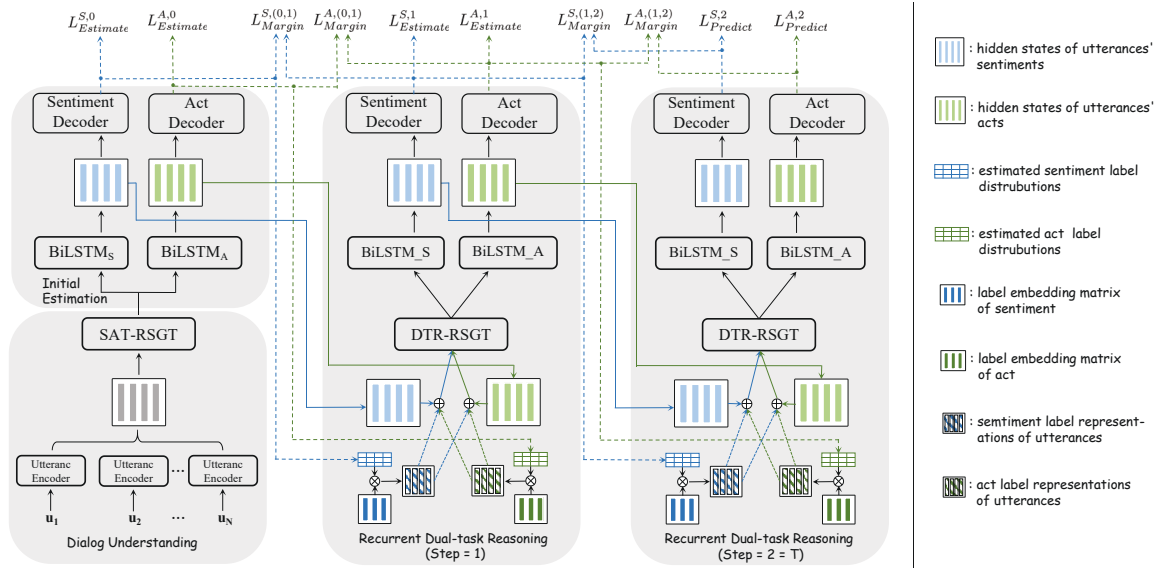 L^{S,0}_{Estimate} L^{A,0}_{Estimate} L^{S,(0,1)}_{Margin} L^{A,(0,1)}_{Margin} L^{S,1}_{Estimate} L^{A,1}_{Estimate} L^{S,(1,2)}_{Margin} L^{A,(1,2)}_{Margin} L^{S,2}_{Predict} L^{A,2}_{Predict}
Sentiment
Decoder
Act
Decoder
BiLSTM_S
BiLSTM_A
Initial
Estimation
SAT-RSGT
Utteranc
Encoder
Utteranc
Encoder
...
Utteranc
Encoder
u_1
u_2
...
u_N
Dialog Understanding
Sentiment
Decoder
Act
Decoder
BiLSTM_S
BiLSTM_A
DTR-RSGT
Recurrent Dual-task Reasoning
(Step = 1)
Sentiment
Decoder
Act
Decoder
BiLSTM_S
BiLSTM_A
DTR-RSGT
Recurrent Dual-task Reasoning
(Step = 2 = T)
: hidden states of utterances'
sentiments
: hidden states of utterances'
acts
: estimated sentiment label
distrubutions
: estimated act label
distrubutions
: label embedding matrix
of sentiment
: label embedding matrix
of act
: semtiment label represent-
ations of utterances
: act label representations
of utterances